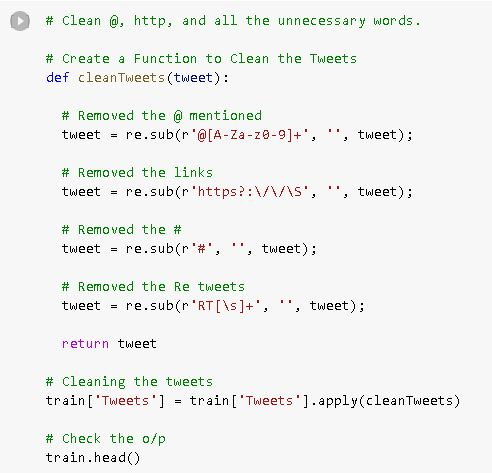 # Clean @, http, and all the unnecessary words.
# Create a Function to Clean the Tweets
def cleanTweets(tweet):
# Removed the @ mentioned
tweet = re.sub(r'@[A-Za-z0-9]+', '', tweet);
# Removed the links
tweet = re.sub(r'https?:\/\/\S', '', tweet);
# Removed the #
tweet = re.sub(r'#', '', tweet);
# Removed the Re tweets
tweet = re.sub(r'RT[\s]+', '', tweet);
return tweet
# Cleaning the tweets
train['Tweets'] = train['Tweets'].apply(cleanTweets)
# Check the o/p
train.head()